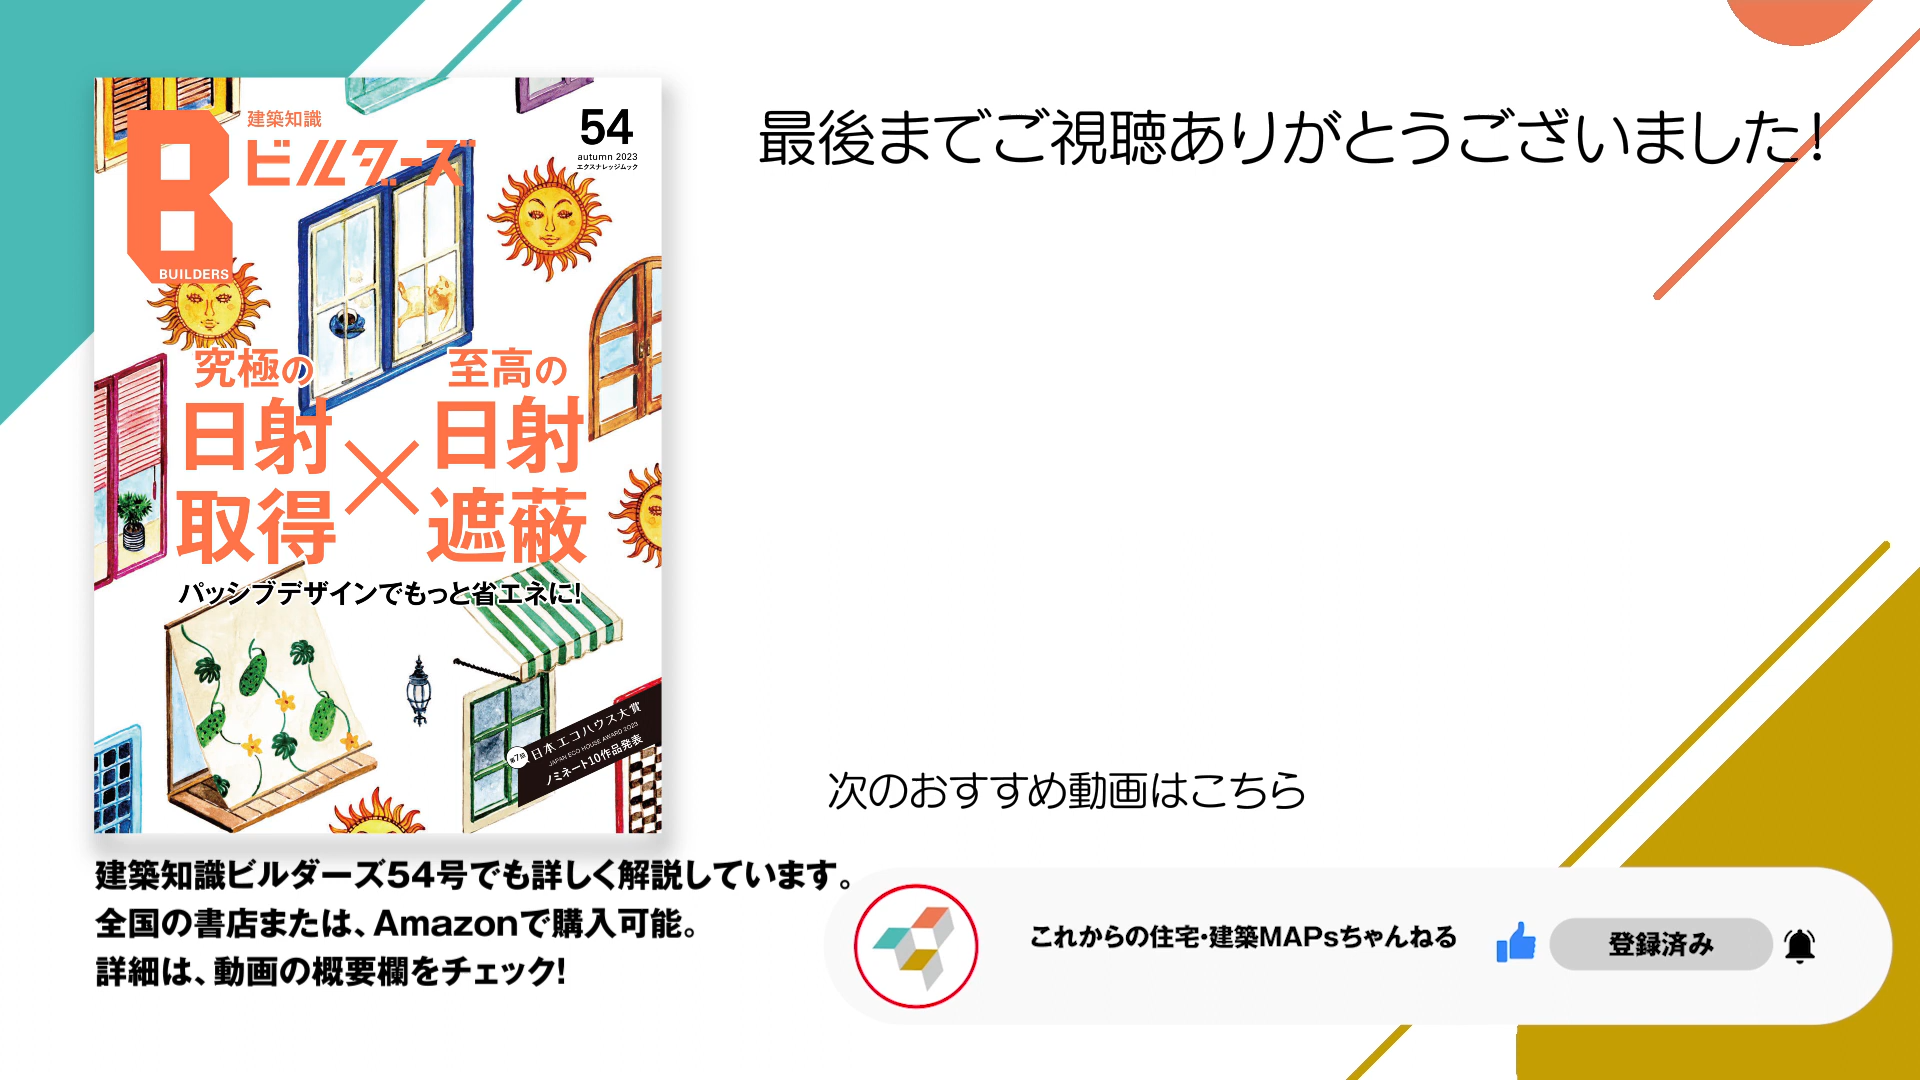 建築知識
ビルダーズ
BUILDERS
54
autumn 2023
エクスナレッジムック
究極の
日射
取得
×
至高の
日射
遮蔽
パッシブデザインでもっと省エネに!
第7回
日本エコハウス大賞
JAPAN ECO HOUSE AWARD 2023
ノミネート10作品発表
最後までご視聴ありがとうございました!
次のおすすめ動画はこちら
建築知識ビルダーズ54号でも詳しく解説しています。
全国の書店または、Amazonで購入可能。
詳細は、動画の概要欄をチェック!
これからの住宅・建築MAPsちゃんねる
登録済み